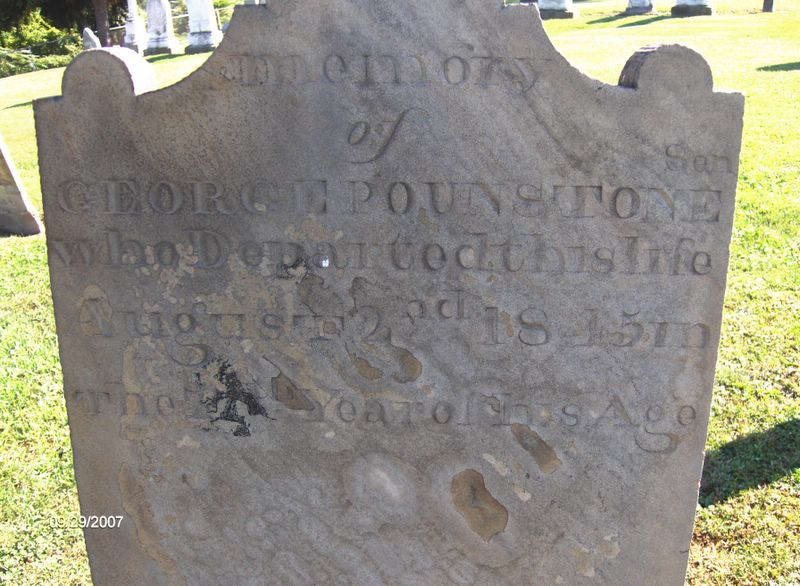 memory
of
Sen
GEORGE POUNSTONE
who Departed this life
August 2nd 1845 in
The Year of his Age
09/29/2007